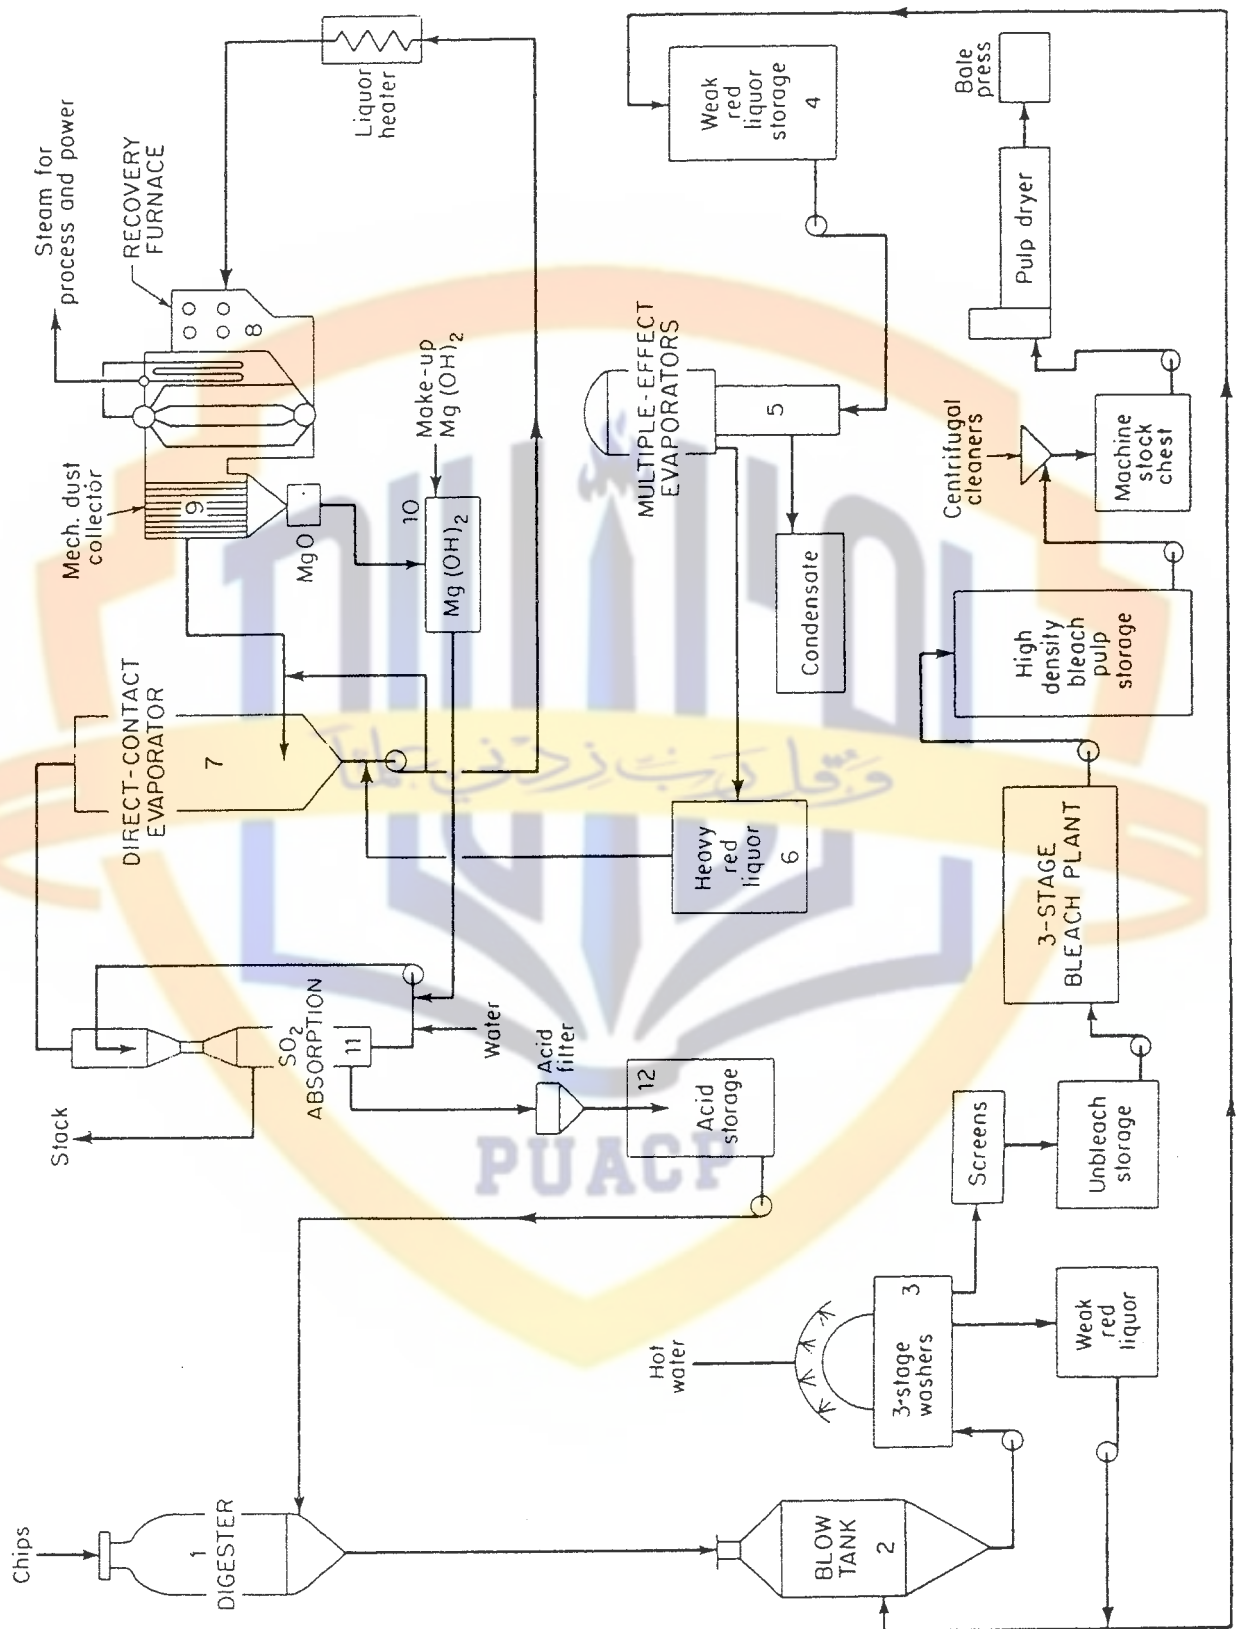 Chips
1
DIGESTER
BLOW
TANK
2
Hot
water
3-stage
washers
3
Weak
red
liquor
Screens
Unbleach
storage
3-STAGE
BLEACH PLANT
High
density
bleach
pulp
storage
Centrifugal
cleaners
Machine
stock
chest
Pulp dryer
Bale
press
Weak
red
liquor
storage
4
MULTIPLE-EFFECT
EVAPORATORS
5
Condensate
Heavy
red
liquor
6
DIRECT-CONTACT
EVAPORATOR
7
Liquor
heater
Steam for
process and power
RECOVERY
FURNACE
8
Mech. dust
collector
9
MgO
10
Mg(OH)2
Make-up
Mg(OH)2
Stack
SO2
ABSORPTION
11
Water
Acid
filter
12
Acid
storage
وَقُل رَّبِّ زِدْنِي عِلْمًا
PUACP